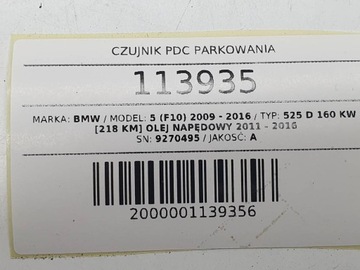 CZUJNIK PDC PARKOWANIA
113935
MARKA: BMW / MODEL: 5 (F10) 2009 - 2016 / TYP: 525 D 160 KW
[218 KM] OLEJ NAPĘDOWY 2011 - 2016
SN: 9270495 / JAKOŚĆ: A
2000001139356